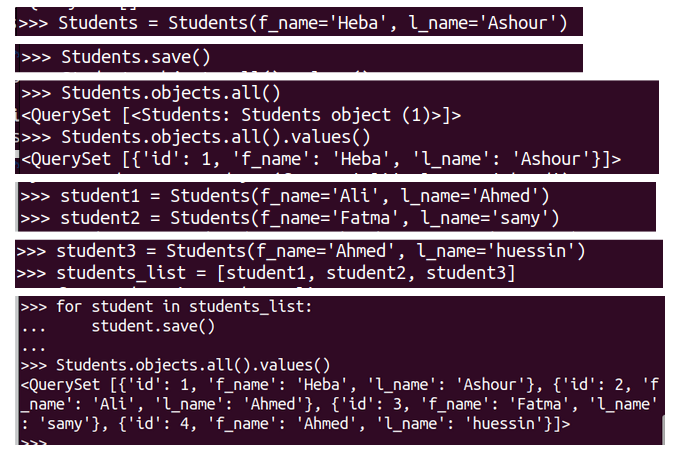 >>> Students = Students(f_name='Heba', l_name='Ashour')
>>> Students.save()
>>> Students.objects.all()
<QuerySet [<Students: Students object (1)>]>
>>> Students.objects.all().values()
<QuerySet [{'id': 1, 'f_name': 'Heba', 'l_name': 'Ashour'}]>
>>> student1 = Students(f_name='Ali', l_name='Ahmed')
>>> student2 = Students(f_name='Fatma', l_name='samy')
>>> student3 = Students(f_name='Ahmed', l_name='huessin')
>>> students_list = [student1, student2, student3]
>>> for student in students_list:
...     student.save()
...
>>> Students.objects.all().values()
<QuerySet [{'id': 1, 'f_name': 'Heba', 'l_name': 'Ashour'}, {'id': 2, 'f
_name': 'Ali', 'l_name': 'Ahmed'}, {'id': 3, 'f_name': 'Fatma', 'l_name'
: 'samy'}, {'id': 4, 'f_name': 'Ahmed', 'l_name': 'huessin'}]>
>>>